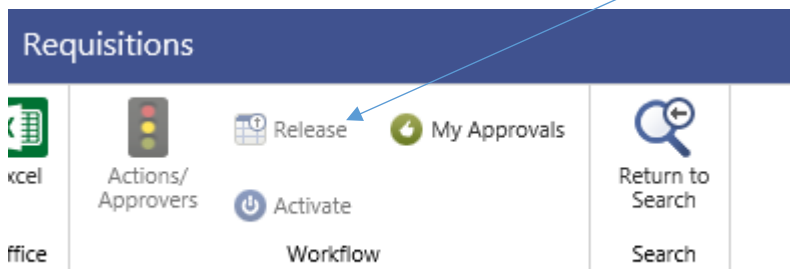 Requisitions
xcel
Actions/
Approvers
Release
My Approvals
Activate
Return to
Search
ffice
Workflow
Search